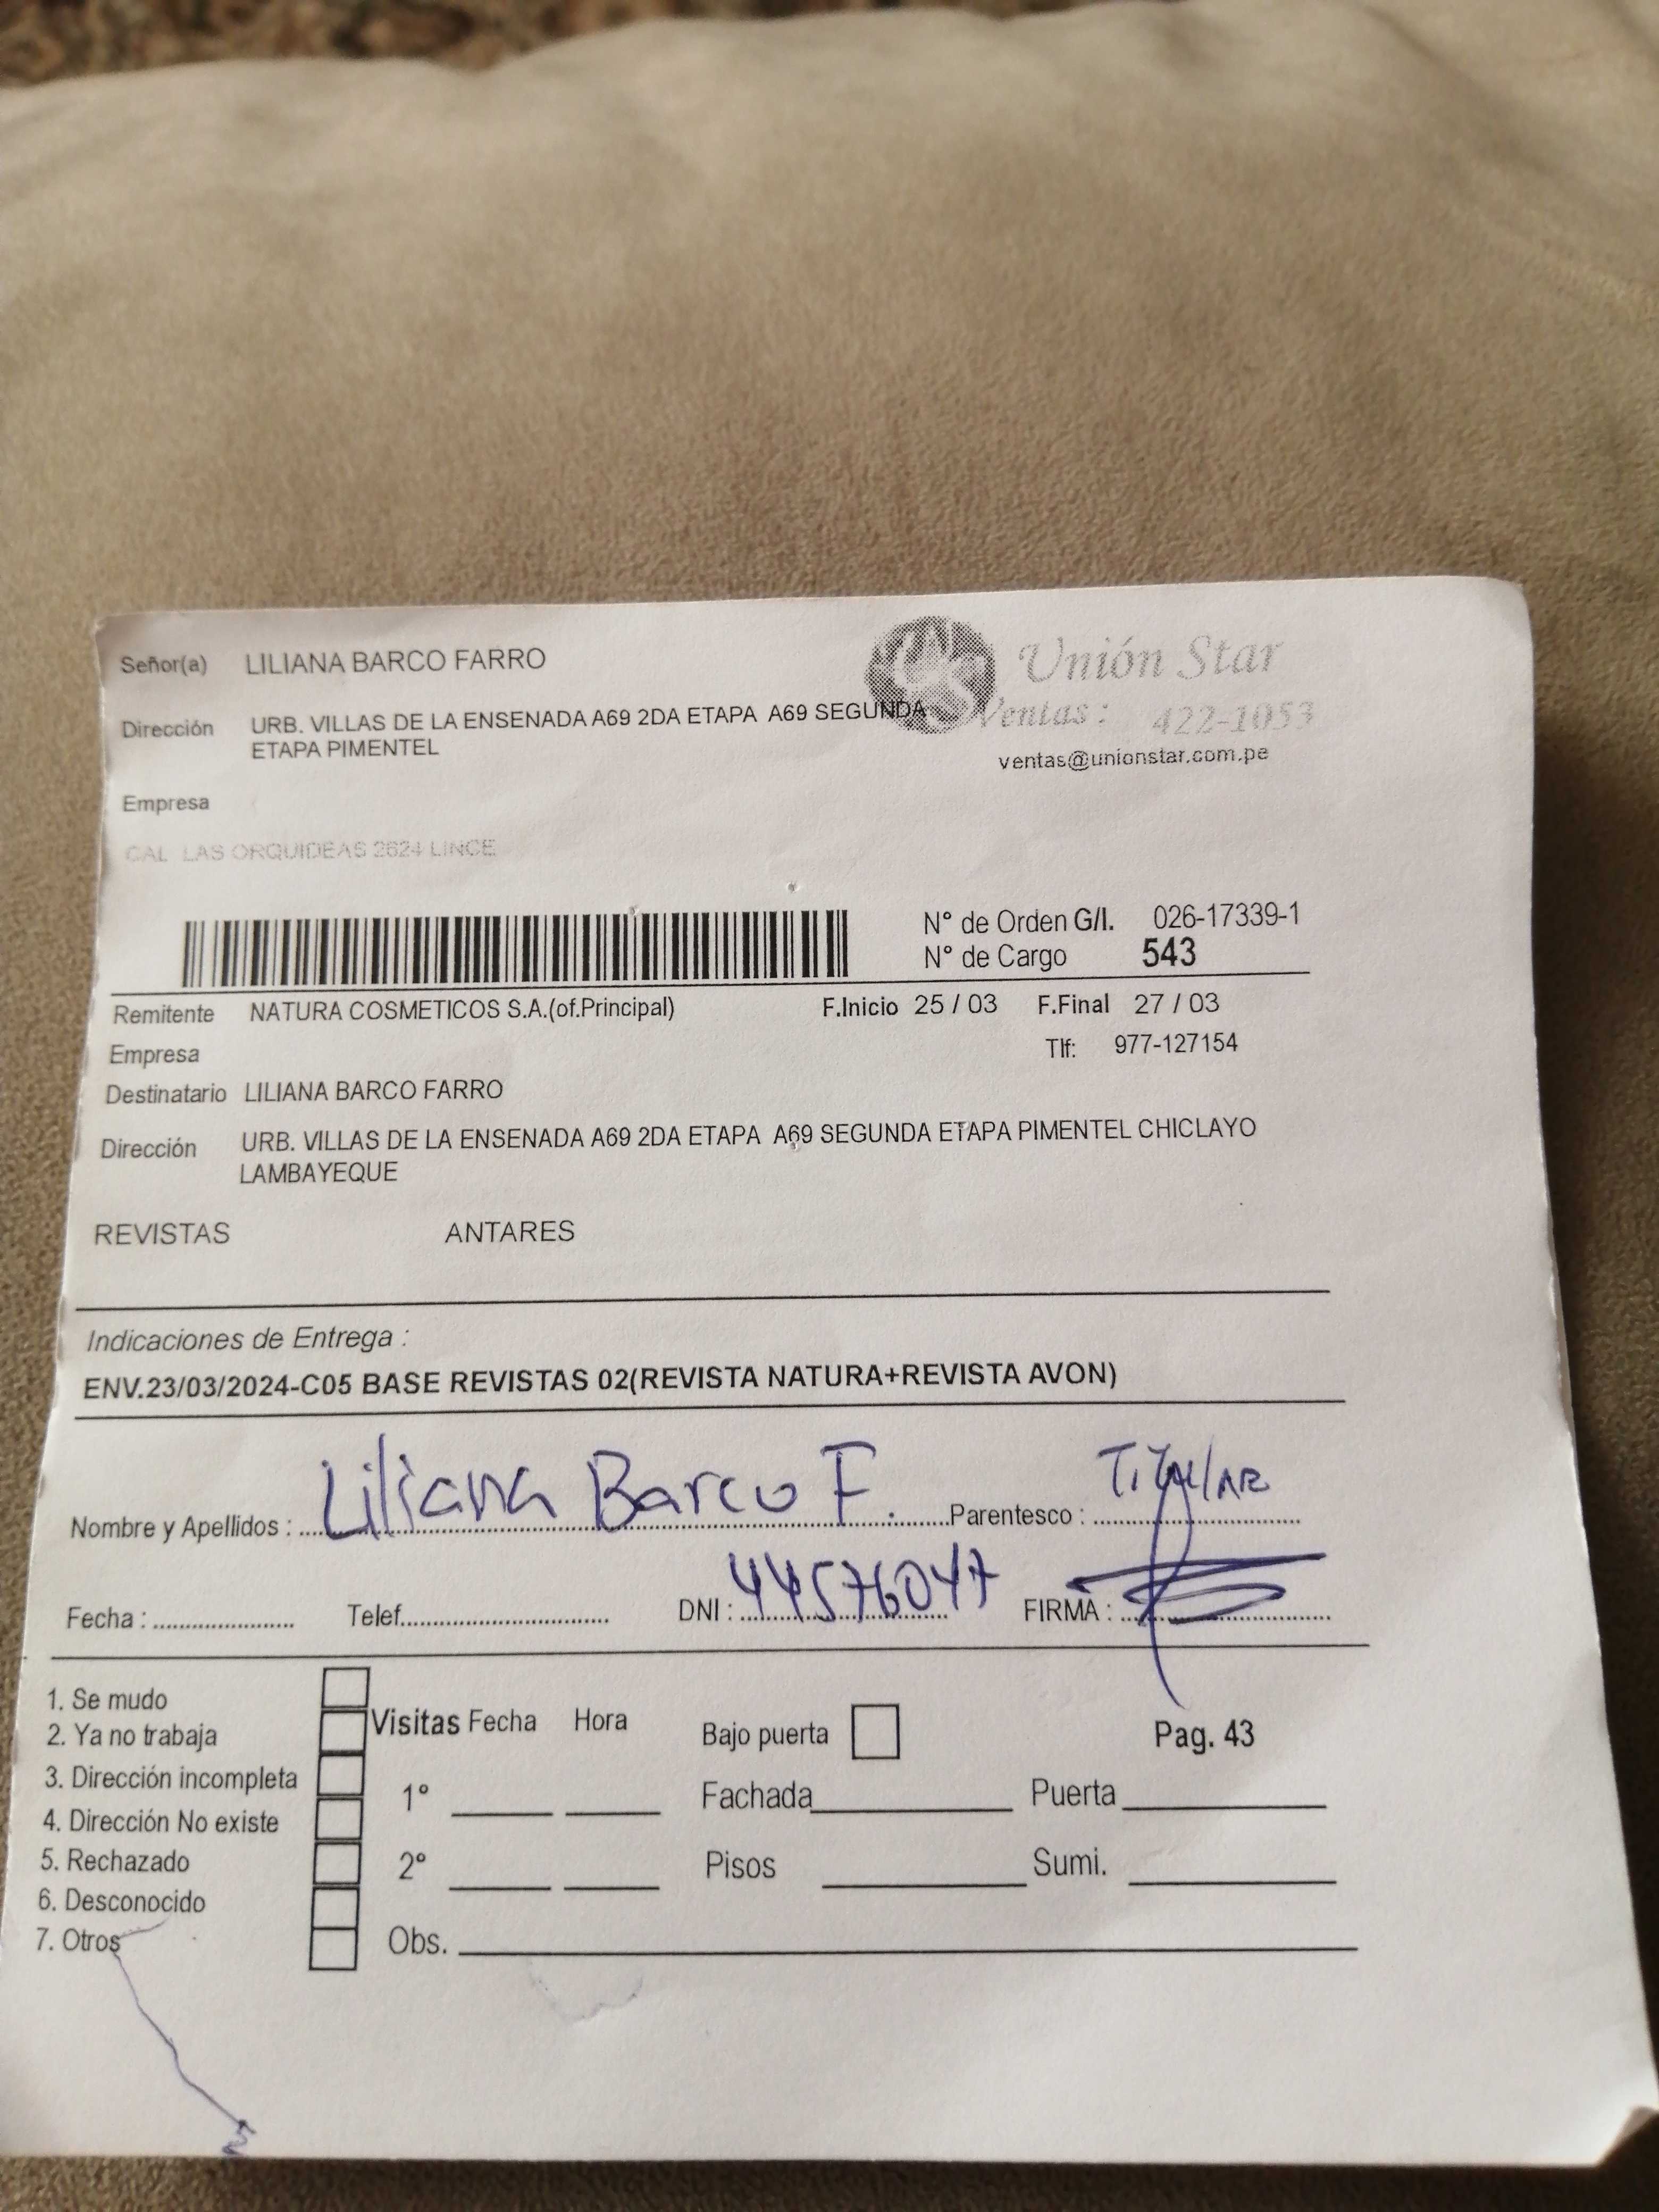 Señor(a) LILIANA BARCO FARRO
Unión Star
Dirección URB. VILLAS DE LA ENSENADA A69 2DA ETAPA A69 SEGUNDA
ETAPA PIMENTEL
Ventas : 422-1053
ventas@unionstar.com.pe
Empresa
CAL LAS ORQUIDEAS 2624 LINCE
N° de Orden G/I. 026-17339-1
N° de Cargo 543
Remitente NATURA COSMETICOS S.A.(of.Principal) F.Inicio 25 / 03 F.Final 27 / 03
Empresa Tlf: 977-127154
Destinatario LILIANA BARCO FARRO
Dirección URB. VILLAS DE LA ENSENADA A69 2DA ETAPA A69 SEGUNDA ETAPA PIMENTEL CHICLAYO
LAMBAYEQUE
REVISTAS ANTARES
Indicaciones de Entrega :
ENV.23/03/2024-C05 BASE REVISTAS 02(REVISTA NATURA+REVISTA AVON)
Nombre y Apellidos : Liliana Barco F. Parentesco : TiTular
Fecha : Telef. DNI : 44576047 FIRMA :
1. Se mudo
2. Ya no trabaja
3. Dirección incompleta
4. Dirección No existe
5. Rechazado
6. Desconocido
7. Otros
Visitas Fecha Hora Bajo puerta Pag. 43
1° Fachada Puerta
2° Pisos Sumi.
Obs.